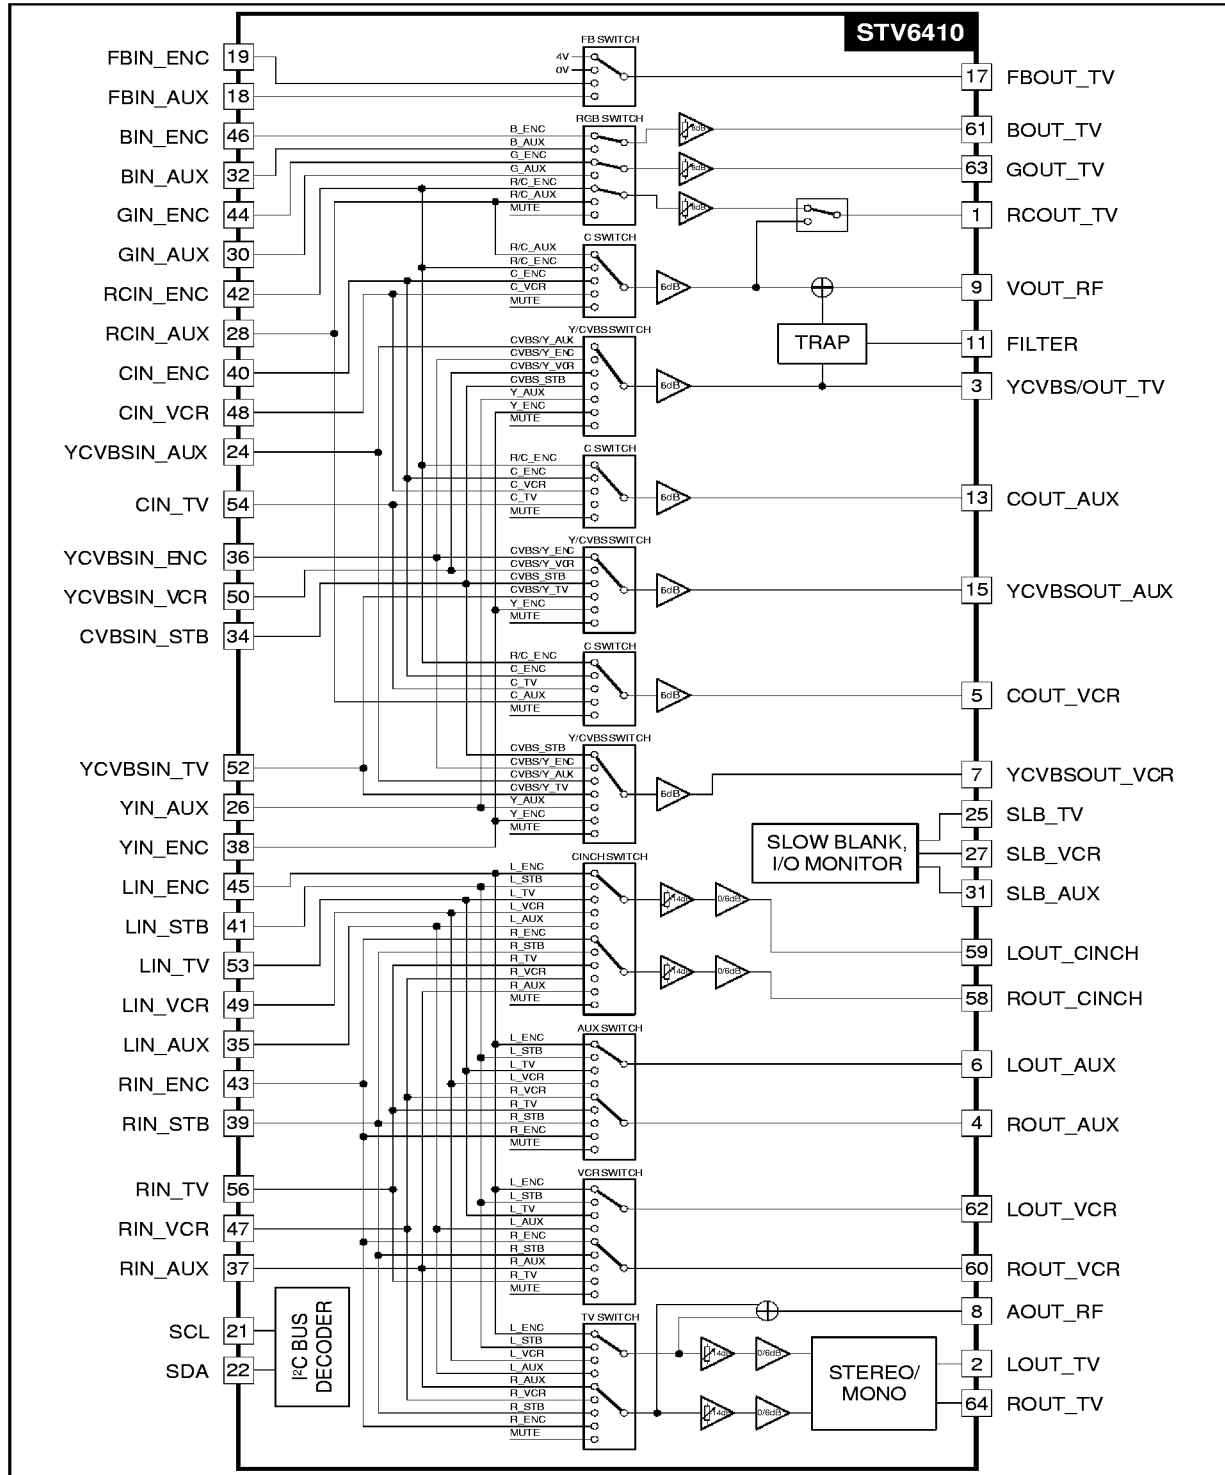 STV6410
FBIN_ENC 19
FBIN_AUX 18
BIN_ENC 46
BIN_AUX 32
GIN_ENC 44
GIN_AUX 30
RCIN_ENC 42
RCIN_AUX 28
CIN_ENC 40
CIN_VCR 48
YCVBSIN_AUX 24
CIN_TV 54
YCVBSIN_ENC 36
YCVBSIN_VCR 50
CVBSIN_STB 34
YCVBSIN_TV 52
YIN_AUX 26
YIN_ENC 38
LIN_ENC 45
LIN_STB 41
LIN_TV 53
LIN_VCR 49
LIN_AUX 35
RIN_ENC 43
RIN_STB 39
RIN_TV 56
RIN_VCR 47
RIN_AUX 37
SCL 21
SDA 22
I²C BUS
DECODER
FB SWITCH
4V
0V
RGB SWITCH
B_ENC
B_AUX
G_ENC
G_AUX
R/C_ENC
R/C_AUX
MUTE
6dB
6dB
6dB
C SWITCH
R/C_AUX
R/C_ENC
C_ENC
C_VCR
MUTE
6dB
Y/CVBS SWITCH
CVBS/Y_AUX
CVBS/Y_ENC
CVBS/Y_VCR
CVBS_STB
Y_AUX
Y_ENC
MUTE
6dB
TRAP
C SWITCH
R/C_ENC
C_ENC
C_VCR
C_TV
MUTE
6dB
Y/CVBS SWITCH
CVBS/Y_ENC
CVBS/Y_VCR
CVBS_STB
CVBS/Y_TV
Y_ENC
MUTE
6dB
C SWITCH
R/C_ENC
C_ENC
C_TV
C_AUX
MUTE
6dB
Y/CVBS SWITCH
CVBS_STB
CVBS/Y_ENC
CVBS/Y_AUX
CVBS/Y_TV
Y_AUX
Y_ENC
MUTE
6dB
SLOW BLANK,
I/O MONITOR
CINCH SWITCH
L_ENC
L_STB
L_TV
L_VCR
L_AUX
R_ENC
R_STB
R_TV
R_VCR
R_AUX
MUTE
14dB 0/6dB
14dB 0/6dB
AUX SWITCH
L_ENC
L_STB
L_TV
L_VCR
R_VCR
R_TV
R_STB
R_ENC
MUTE
VCR SWITCH
L_ENC
L_STB
L_TV
L_AUX
R_ENC
R_STB
R_AUX
R_TV
MUTE
TV SWITCH
L_ENC
L_STB
L_VCR
L_AUX
R_AUX
R_VCR
R_STB
R_ENC
MUTE
14dB 0/6dB
14dB 0/6dB
STEREO/
MONO
17 FBOUT_TV
61 BOUT_TV
63 GOUT_TV
1 RCOUT_TV
9 VOUT_RF
11 FILTER
3 YCVBS/OUT_TV
13 COUT_AUX
15 YCVBSOUT_AUX
5 COUT_VCR
7 YCVBSOUT_VCR
25 SLB_TV
27 SLB_VCR
31 SLB_AUX
59 LOUT_CINCH
58 ROUT_CINCH
6 LOUT_AUX
4 ROUT_AUX
62 LOUT_VCR
60 ROUT_VCR
8 AOUT_RF
2 LOUT_TV
64 ROUT_TV